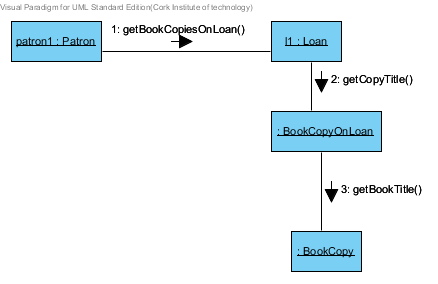 Visual Paradigm for UML Standard Edition(Cork Institute of technology)
1: getBookCopiesOnLoan()
patron1 : Patron
l1 : Loan
2: getCopyTitle()
: BookCopyOnLoan
3: getBookTitle()
: BookCopy